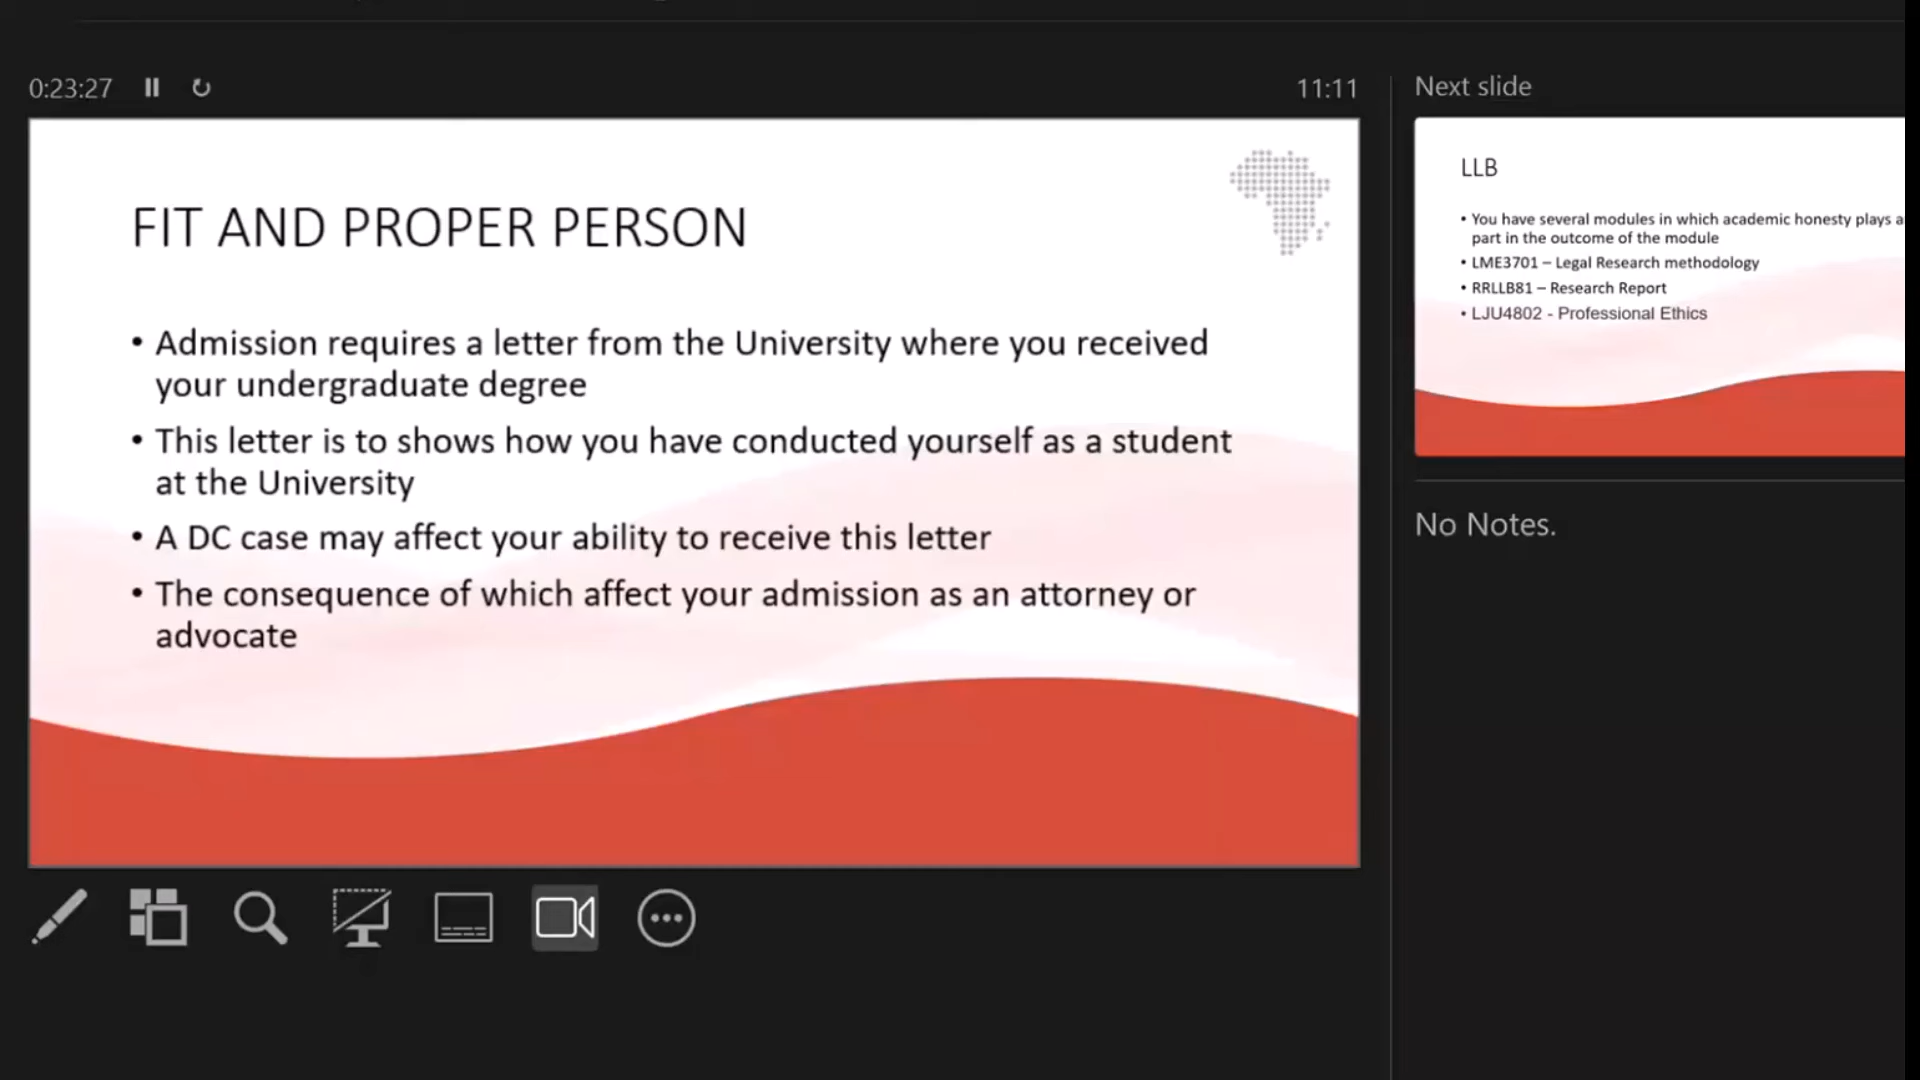 0:23:27
11:11
FIT AND PROPER PERSON
• Admission requires a letter from the University where you received
your undergraduate degree
• This letter is to shows how you have conducted yourself as a student
at the University
• A DC case may affect your ability to receive this letter
• The consequence of which affect your admission as an attorney or
advocate
Next slide
LLB
• You have several modules in which academic honesty plays a
part in the outcome of the module
• LME3701 – Legal Research methodology
• RRLLB81 – Research Report
• LJU4802 - Professional Ethics
No Notes.